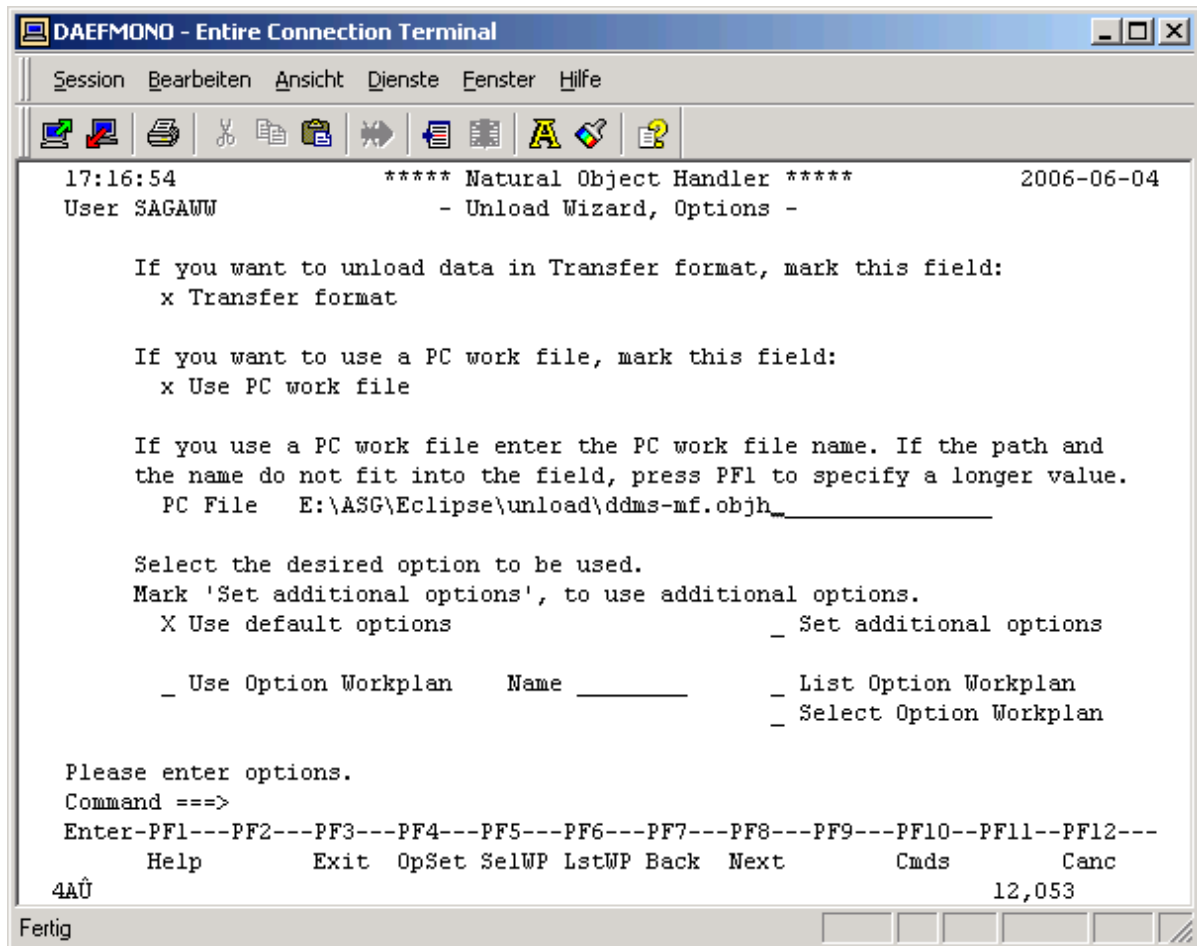 DAEFMONO - Entire Connection Terminal
Session Bearbeiten Ansicht Dienste Fenster Hilfe
17:16:54 ***** Natural Object Handler ***** 2006-06-04
User SAGAWW - Unload Wizard, Options -
If you want to unload data in Transfer format, mark this field:
x Transfer format
If you want to use a PC work file, mark this field:
x Use PC work file
If you use a PC work file enter the PC work file name. If the path and
the name do not fit into the field, press PF1 to specify a longer value.
PC File E:\ASG\Eclipse\unload\ddms-mf.objh_________________
Select the desired option to be used.
Mark 'Set additional options', to use additional options.
X Use default options _ Set additional options
_ Use Option Workplan Name ________ _ List Option Workplan
_ Select Option Workplan
Please enter options.
Command ===>
Enter-PF1---PF2---PF3---PF4---PF5---PF6---PF7---PF8---PF9---PF10--PF11--PF12---
Help Exit OpSet SelWP LstWP Back Next Cmds Canc
4AÛ 12,053
Fertig